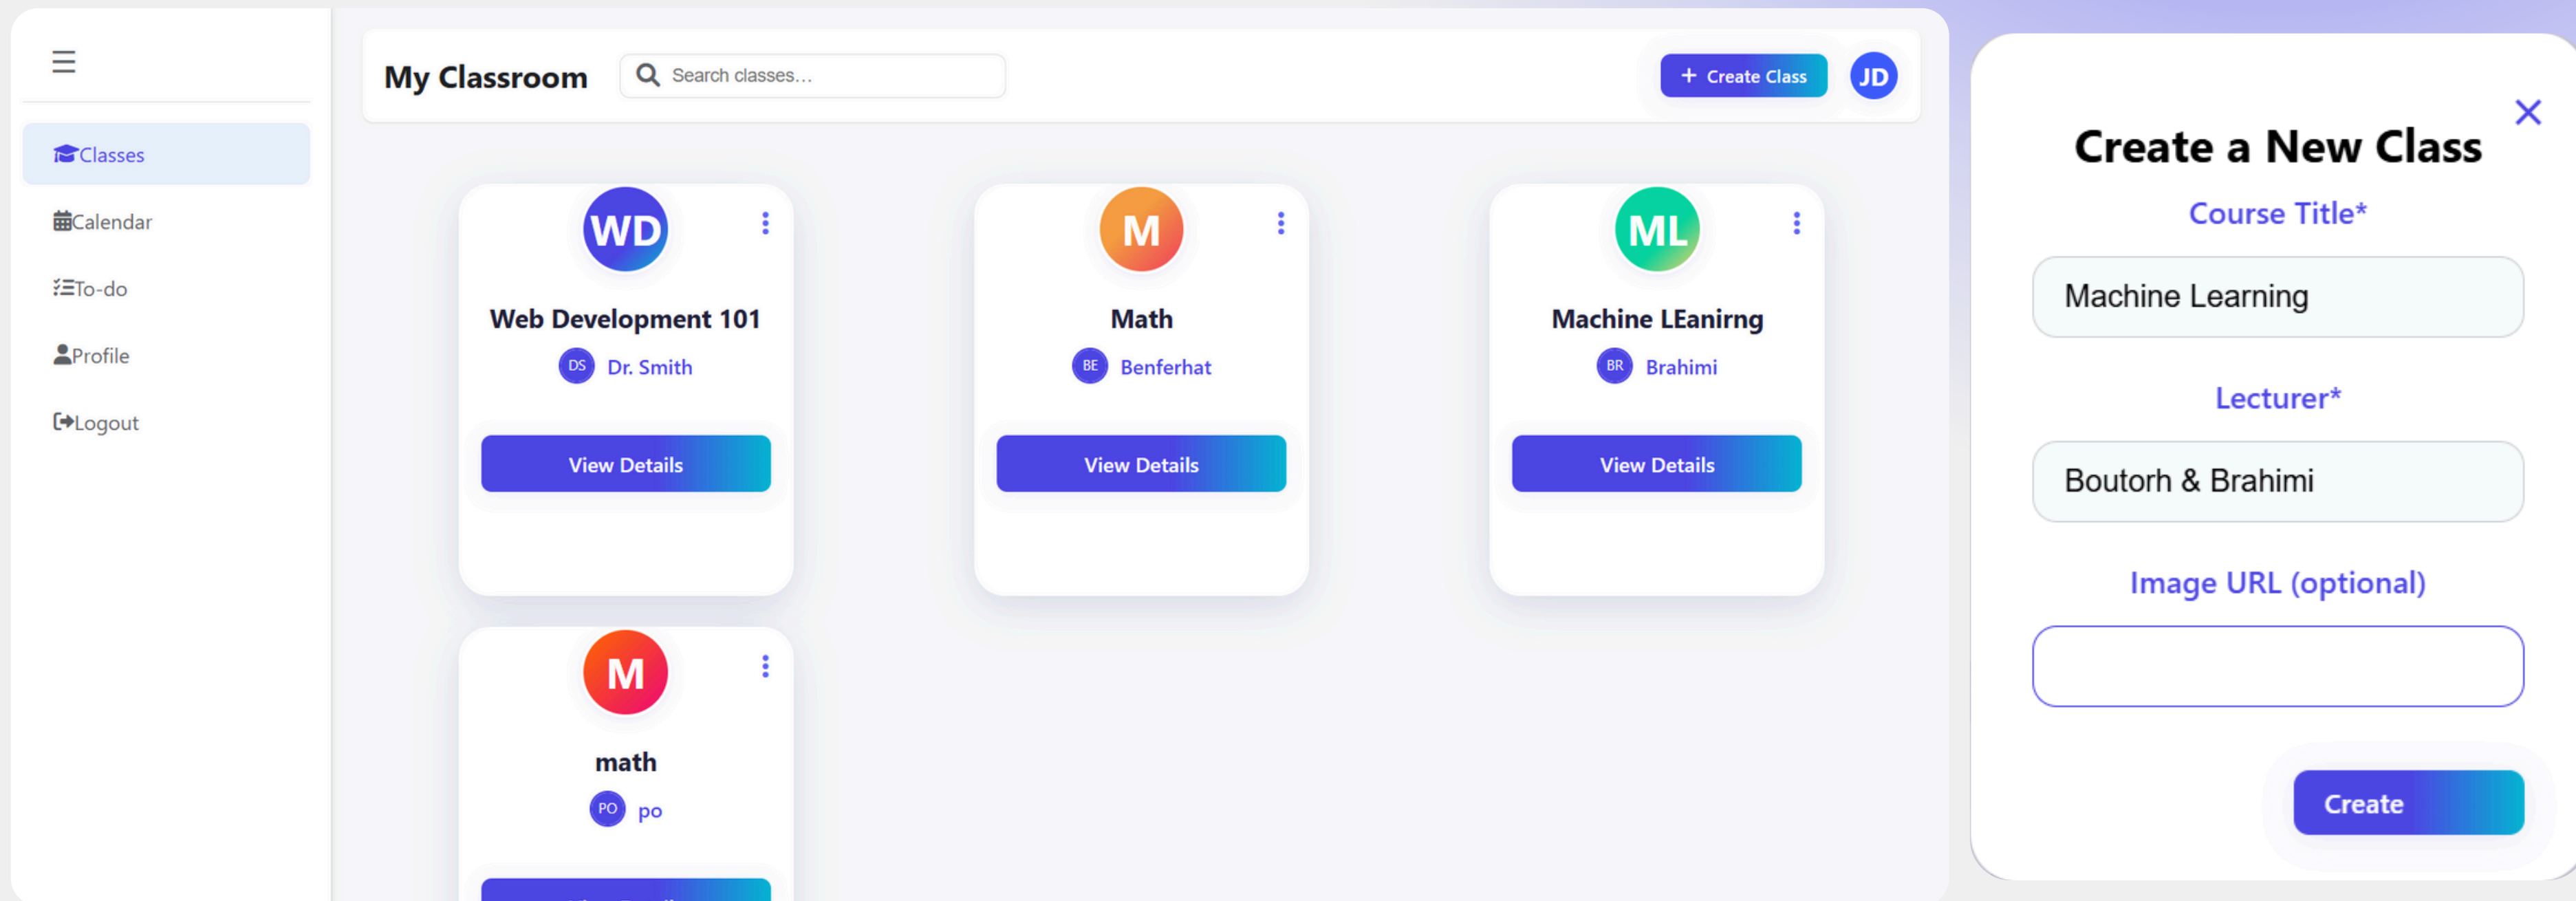 Classes
Calendar
To-do
Profile
Logout
My Classroom
Search classes...
+ Create Class
JD
WD
Web Development 101
DS Dr. Smith
View Details
M
Math
BE Benferhat
View Details
ML
Machine LEanirng
BR Brahimi
View Details
M
math
PO po
Create a New Class
Course Title*
Machine Learning
Lecturer*
Boutorh & Brahimi
Image URL (optional)
Create